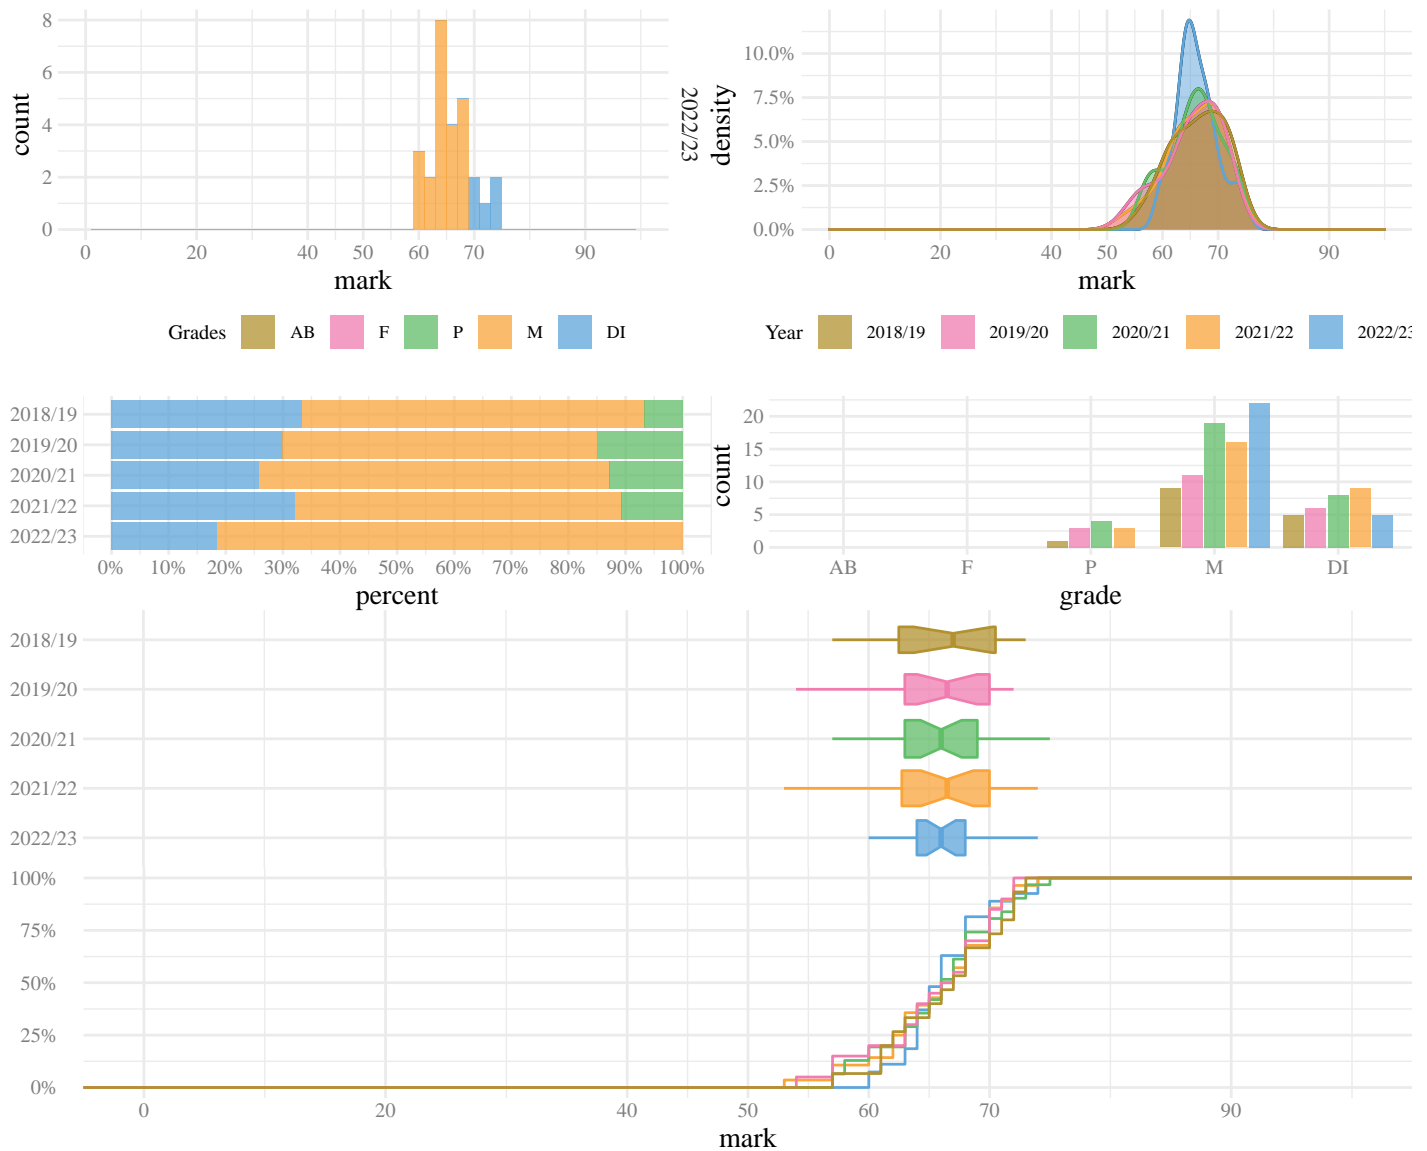 8
6
4
2
0
count
0 20 40 50 60 70 90
mark
2022/23
10.0%
7.5%
5.0%
2.5%
0.0%
density
0 20 40 50 60 70 90
mark
Grades AB F P M DI
Year 2018/19 2019/20 2020/21 2021/22 2022/23
2018/19
2019/20
2020/21
2021/22
2022/23
0% 10% 20% 30% 40% 50% 60% 70% 80% 90% 100%
percent
20
15
10
5
0
count
AB F P M DI
grade
2018/19
2019/20
2020/21
2021/22
2022/23
100%
75%
50%
25%
0%
0 20 40 50 60 70 90
mark